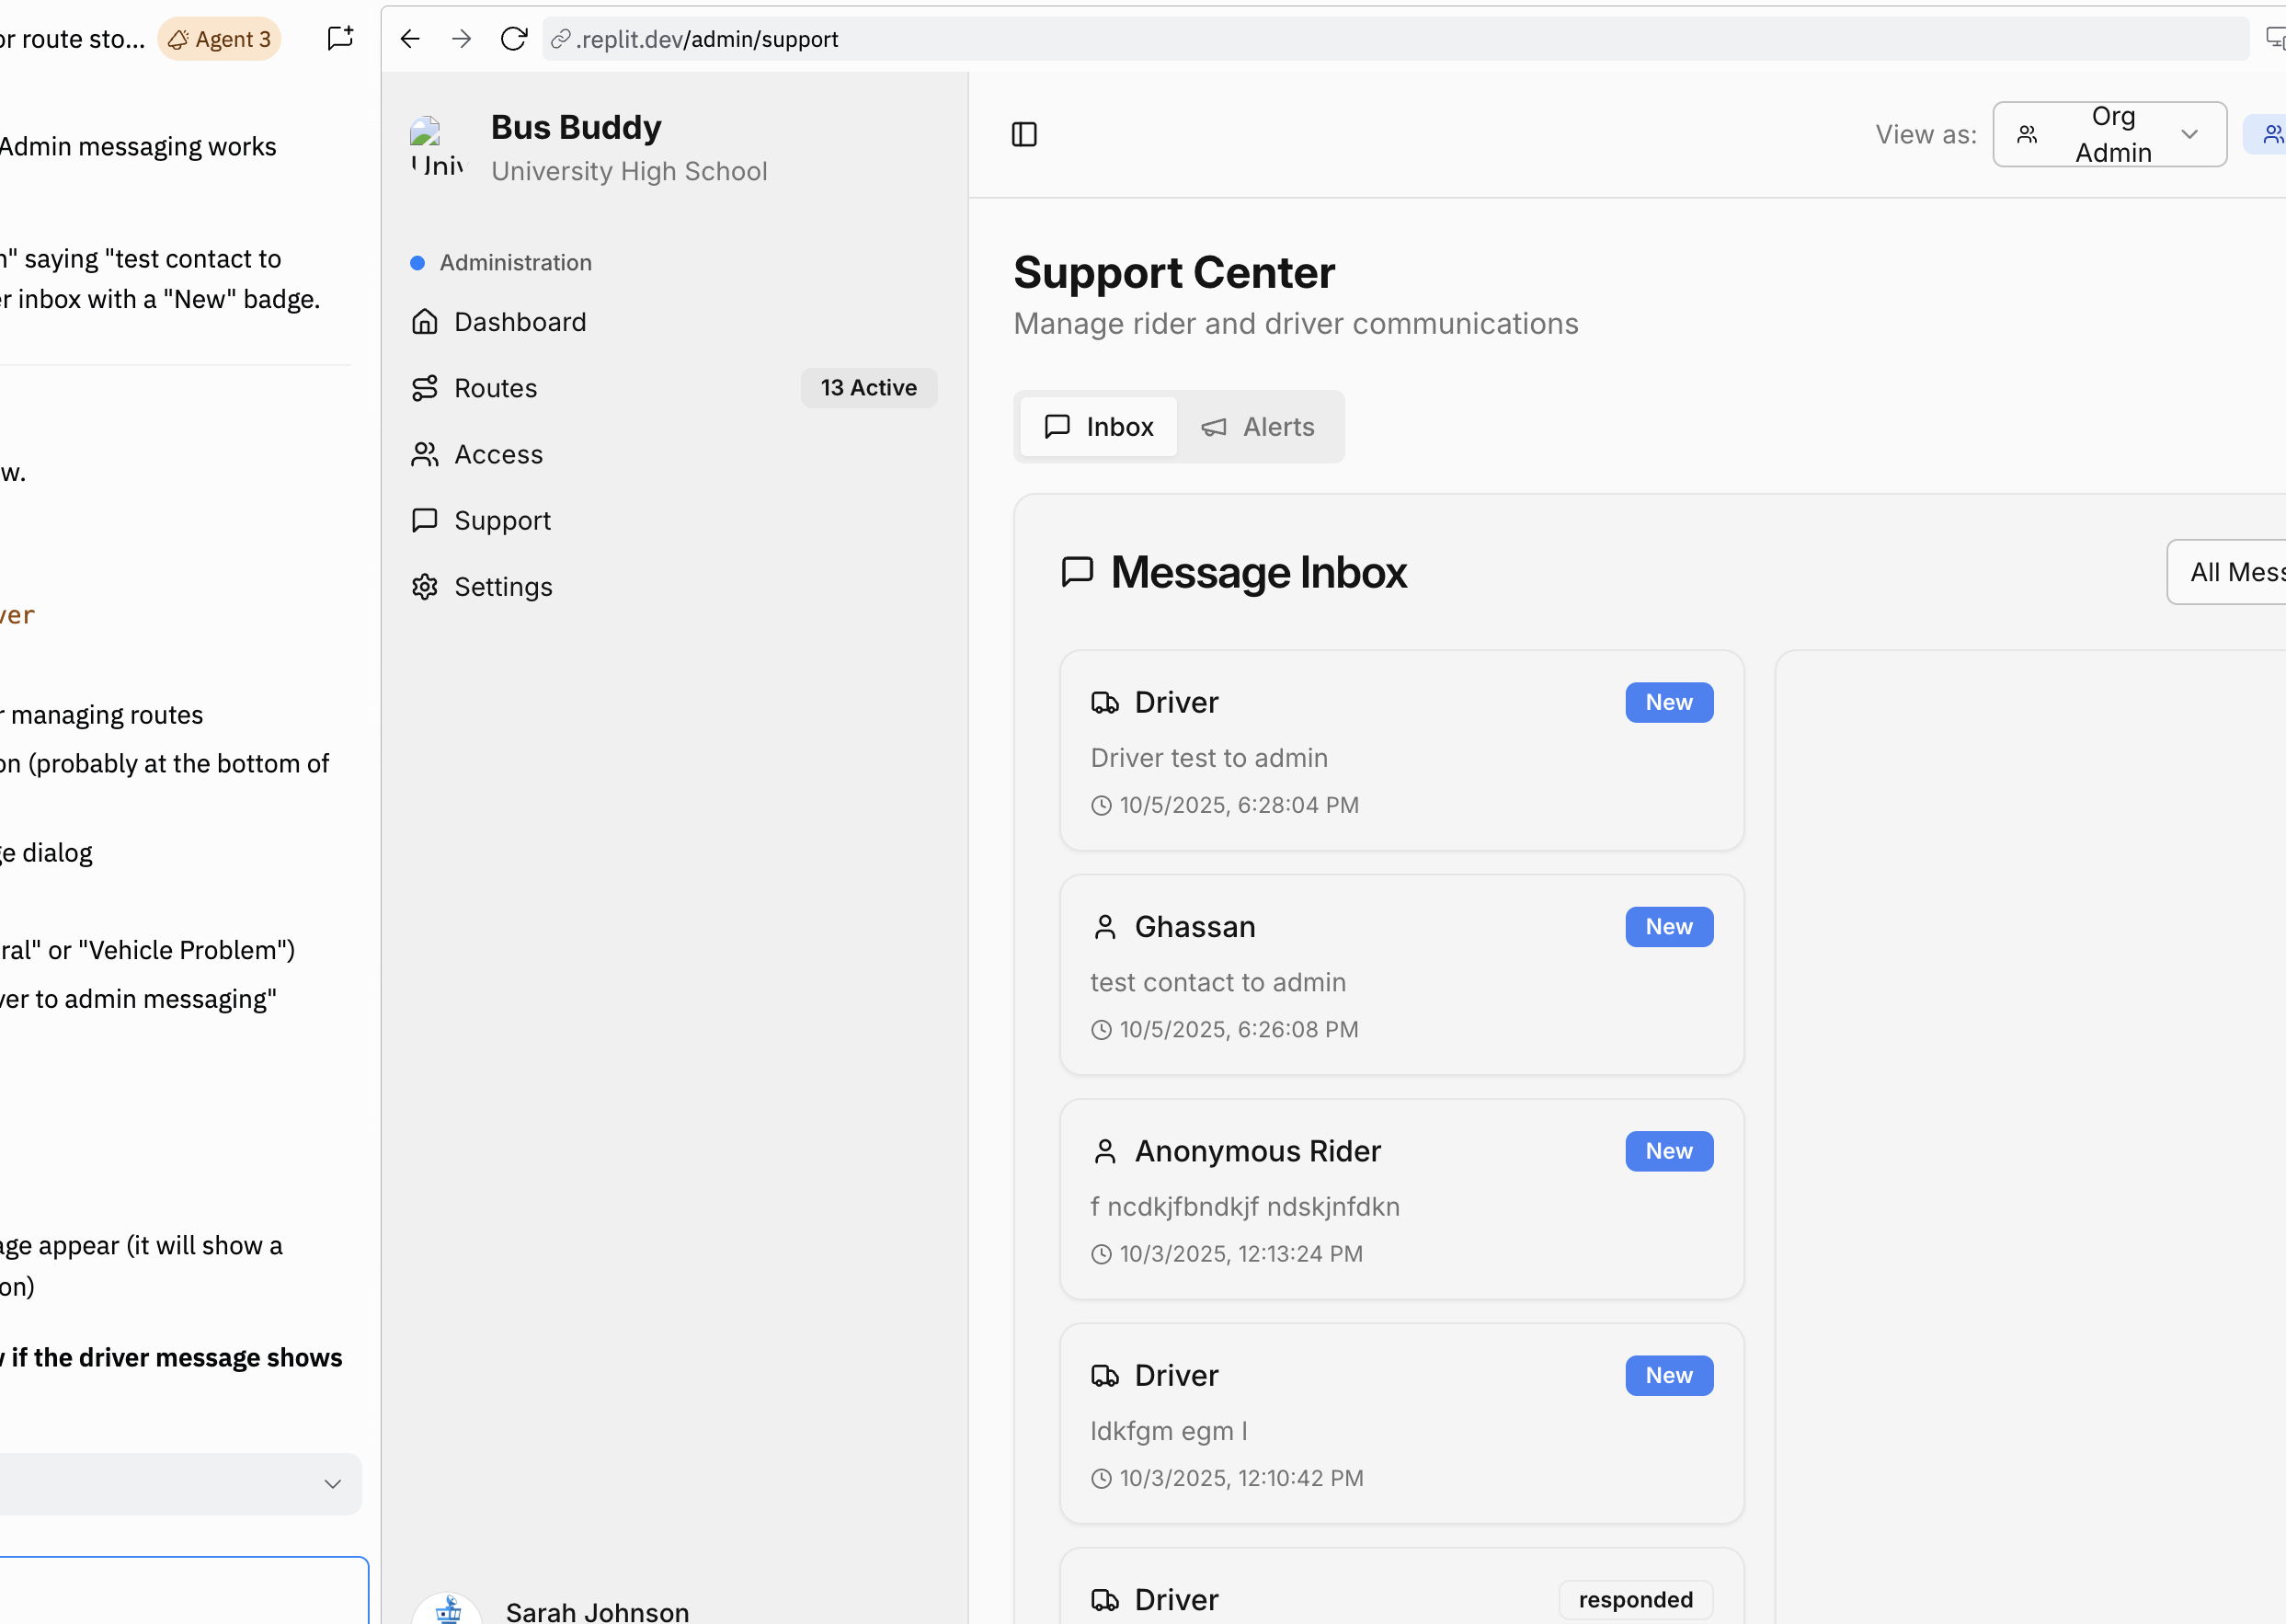 or route sto...
Agent 3
.replit.dev/admin/support
Admin messaging works
n" saying "test contact to
er inbox with a "New" badge.
w.
ver
r managing routes
on (probably at the bottom of
ge dialog
ral" or "Vehicle Problem")
ver to admin messaging"
age appear (it will show a
on)
w if the driver message shows
Univ
Bus Buddy
University High School
Administration
Dashboard
Routes
13 Active
Access
Support
Settings
Sarah Johnson
View as:
Org
Admin
Support Center
Manage rider and driver communications
Inbox
Alerts
Message Inbox
All Mess
Driver
New
Driver test to admin
10/5/2025, 6:28:04 PM
Ghassan
New
test contact to admin
10/5/2025, 6:26:08 PM
Anonymous Rider
New
f ncdkjfbndkjf ndskjnfdkn
10/3/2025, 12:13:24 PM
Driver
New
ldkfgm egm l
10/3/2025, 12:10:42 PM
Driver
responded